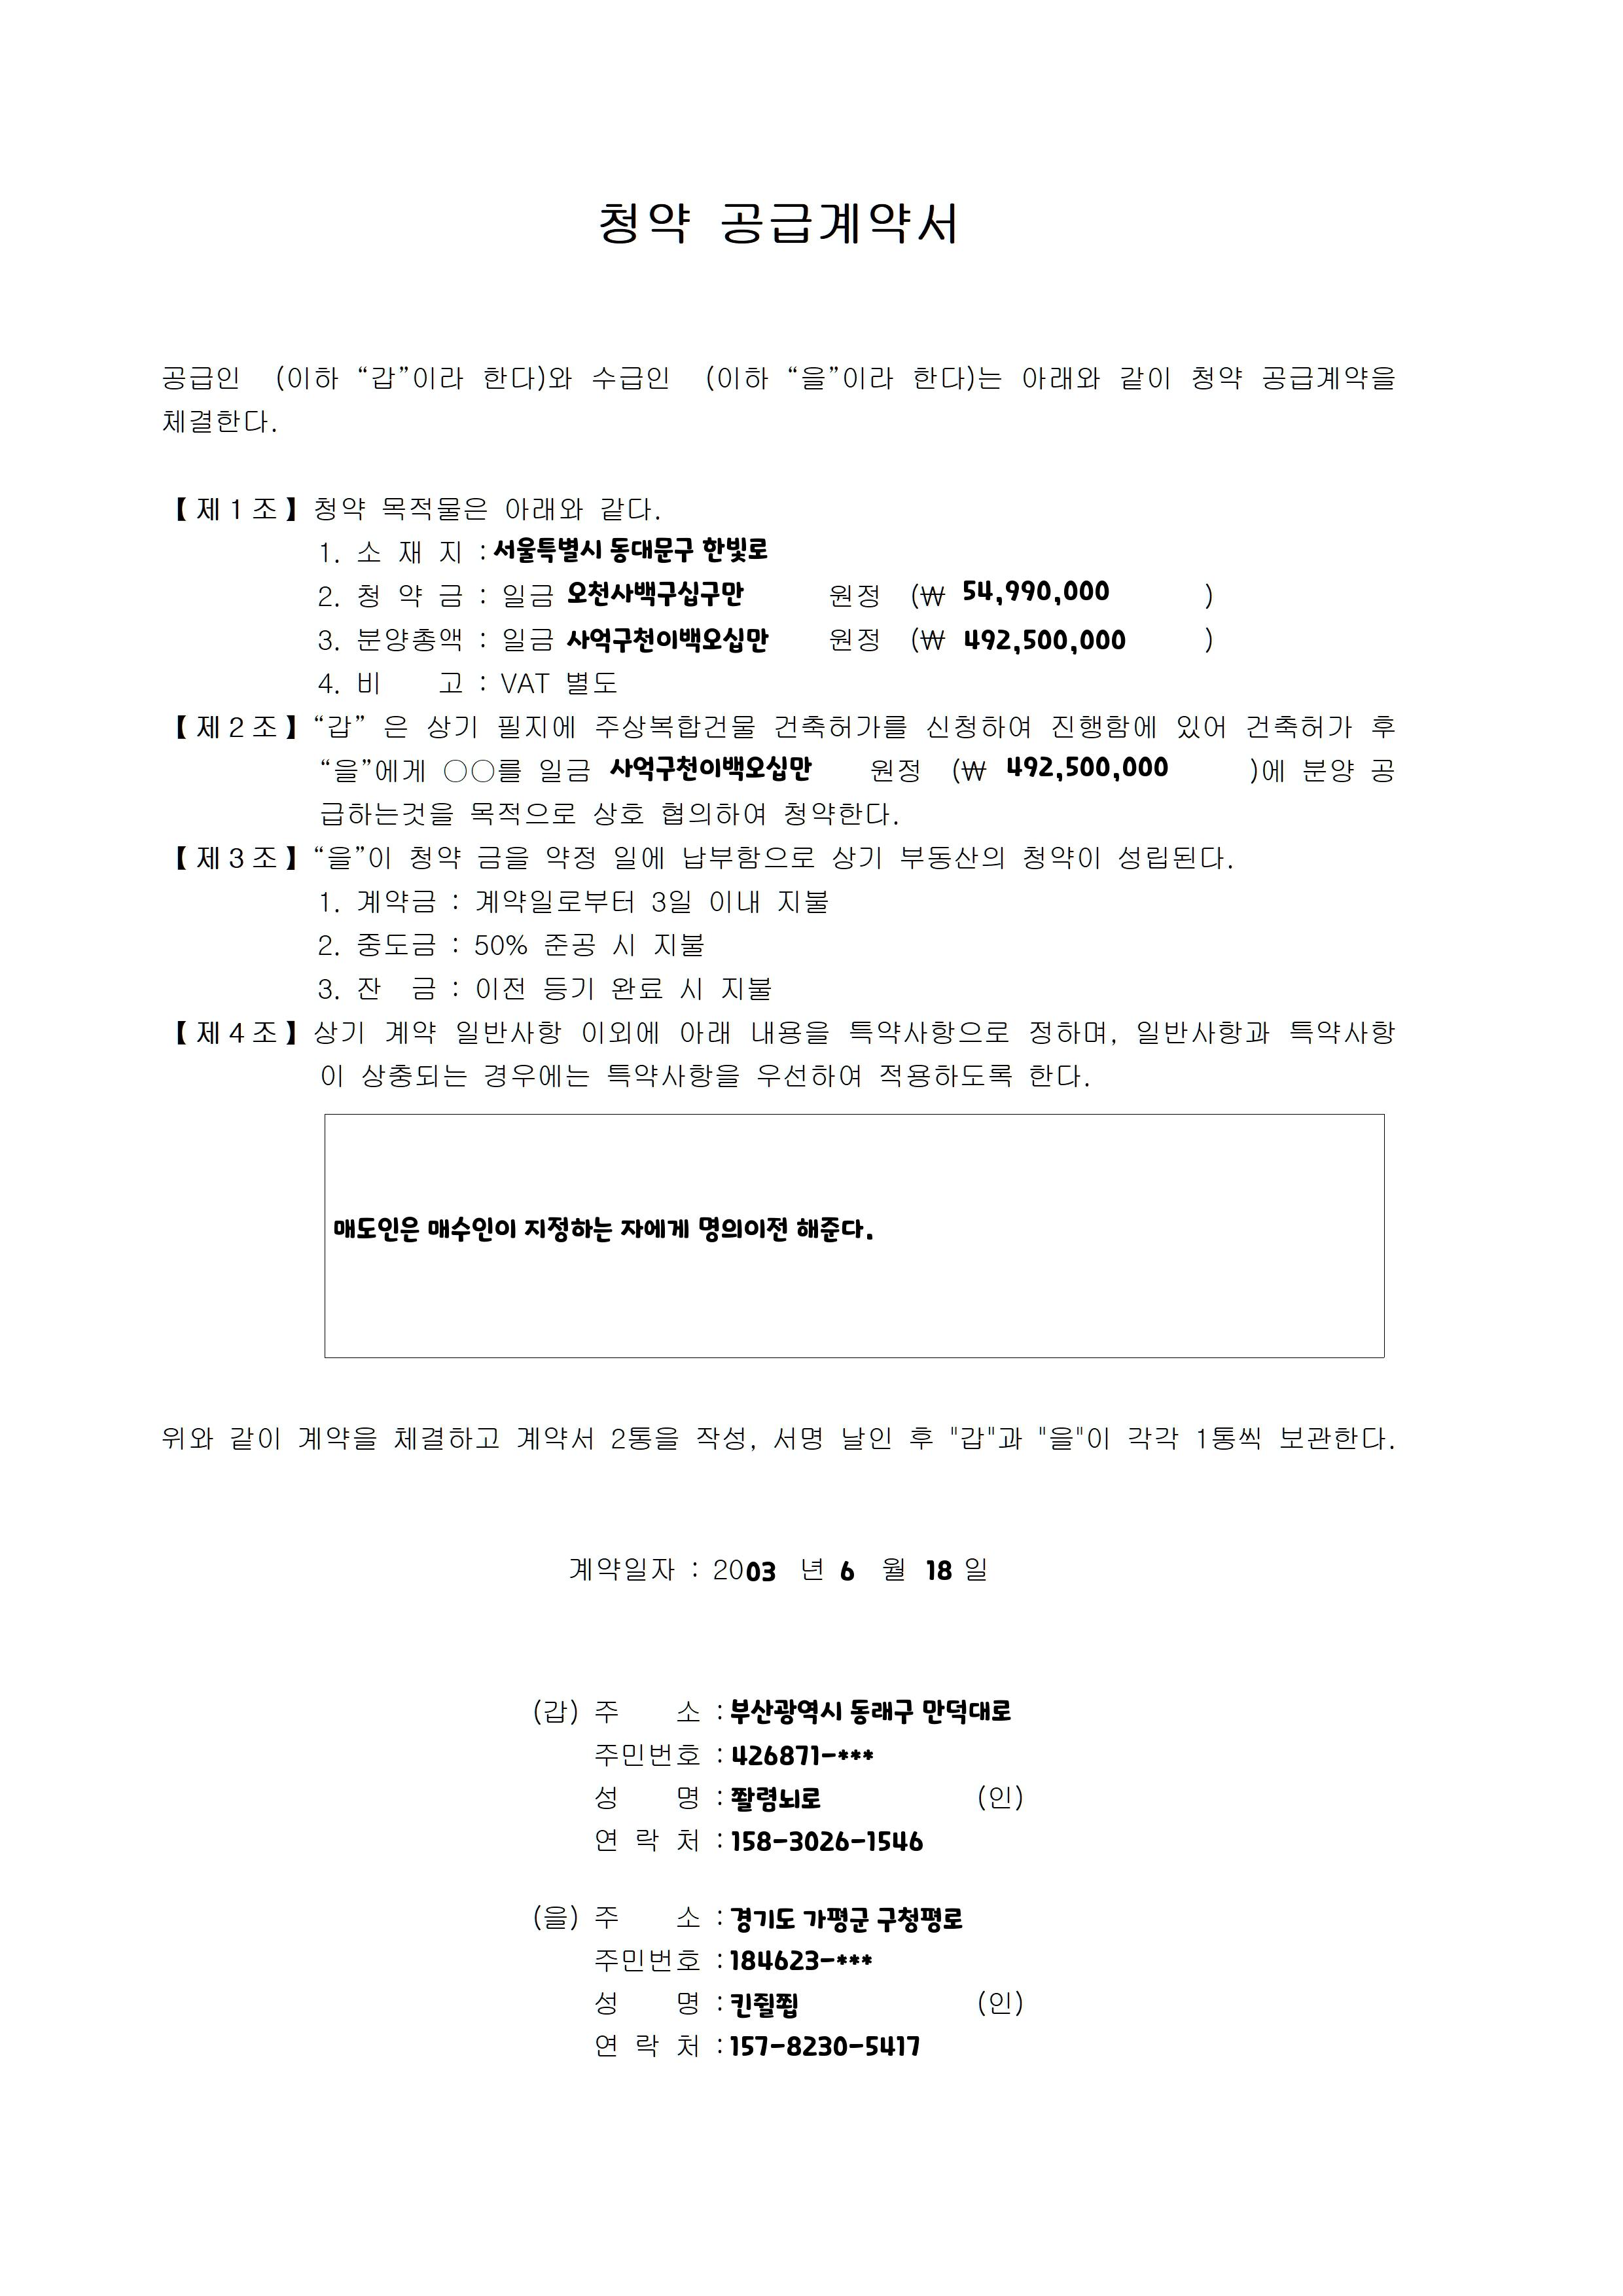 청약 공급계약서
공급인 (이하 “갑”이라 한다)와 수급인 (이하 “을”이라 한다)는 아래와 같이 청약 공급계약을
체결한다.
【제1조】 청약 목적물은 아래와 같다.
1. 소 재 지 : 서울특별시 동대문구 한빛로
2. 청 약 금 : 일금 오천사백구십구만 원정 (₩ 54,990,000 )
3. 분양총액 : 일금 사억구천이백오십만 원정 (₩ 492,500,000 )
4. 비 고 : VAT 별도
【제2조】 “갑” 은 상기 필지에 주상복합건물 건축허가를 신청하여 진행함에 있어 건축허가 후
“을”에게 ○○를 일금 사억구천이백오십만 원정 (₩ 492,500,000 )에 분양 공
급하는것을 목적으로 상호 협의하여 청약한다.
【제3조】 “을”이 청약 금을 약정 일에 납부함으로 상기 부동산의 청약이 성립된다.
1. 계약금 : 계약일로부터 3일 이내 지불
2. 중도금 : 50% 준공 시 지불
3. 잔 금 : 이전 등기 완료 시 지불
【제4조】 상기 계약 일반사항 이외에 아래 내용을 특약사항으로 정하며, 일반사항과 특약사항
이 상충되는 경우에는 특약사항을 우선하여 적용하도록 한다.
매도인은 매수인이 지정하는 자에게 명의이전 해준다.
위와 같이 계약을 체결하고 계약서 2통을 작성, 서명 날인 후 "갑"과 "을"이 각각 1통씩 보관한다.
계약일자 : 2003 년 6 월 18 일
(갑) 주 소 : 부산광역시 동래구 만덕대로
주민번호 : 426871-***
성 명 : 쫠렴뇌로 (인)
연 락 처 : 158-3026-1546
(을) 주 소 : 경기도 가평군 구청평로
주민번호 : 184623-***
성 명 : 킨쥘쬡 (인)
연 락 처 : 157-8230-5417